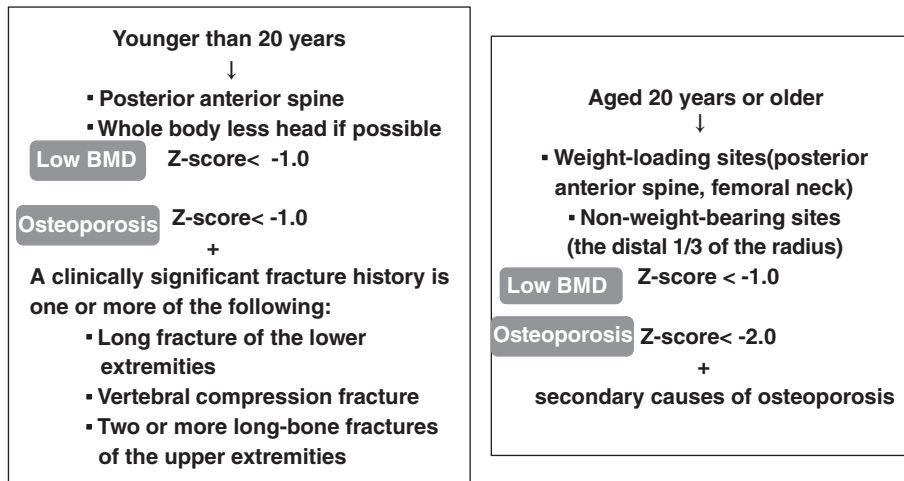 Younger than 20 years
↓
▪ Posterior anterior spine
▪ Whole body less head if possible
Low BMD Z-score< -1.0
Osteoporosis Z-score< -1.0
+
A clinically significant fracture history is
one or more of the following:
▪ Long fracture of the lower
extremities
▪ Vertebral compression fracture
▪ Two or more long-bone fractures
of the upper extremities
Aged 20 years or older
↓
▪ Weight-loading sites(posterior
anterior spine, femoral neck)
▪ Non-weight-bearing sites
(the distal 1/3 of the radius)
Low BMD Z-score < -1.0
Osteoporosis Z-score< -2.0
+
secondary causes of osteoporosis